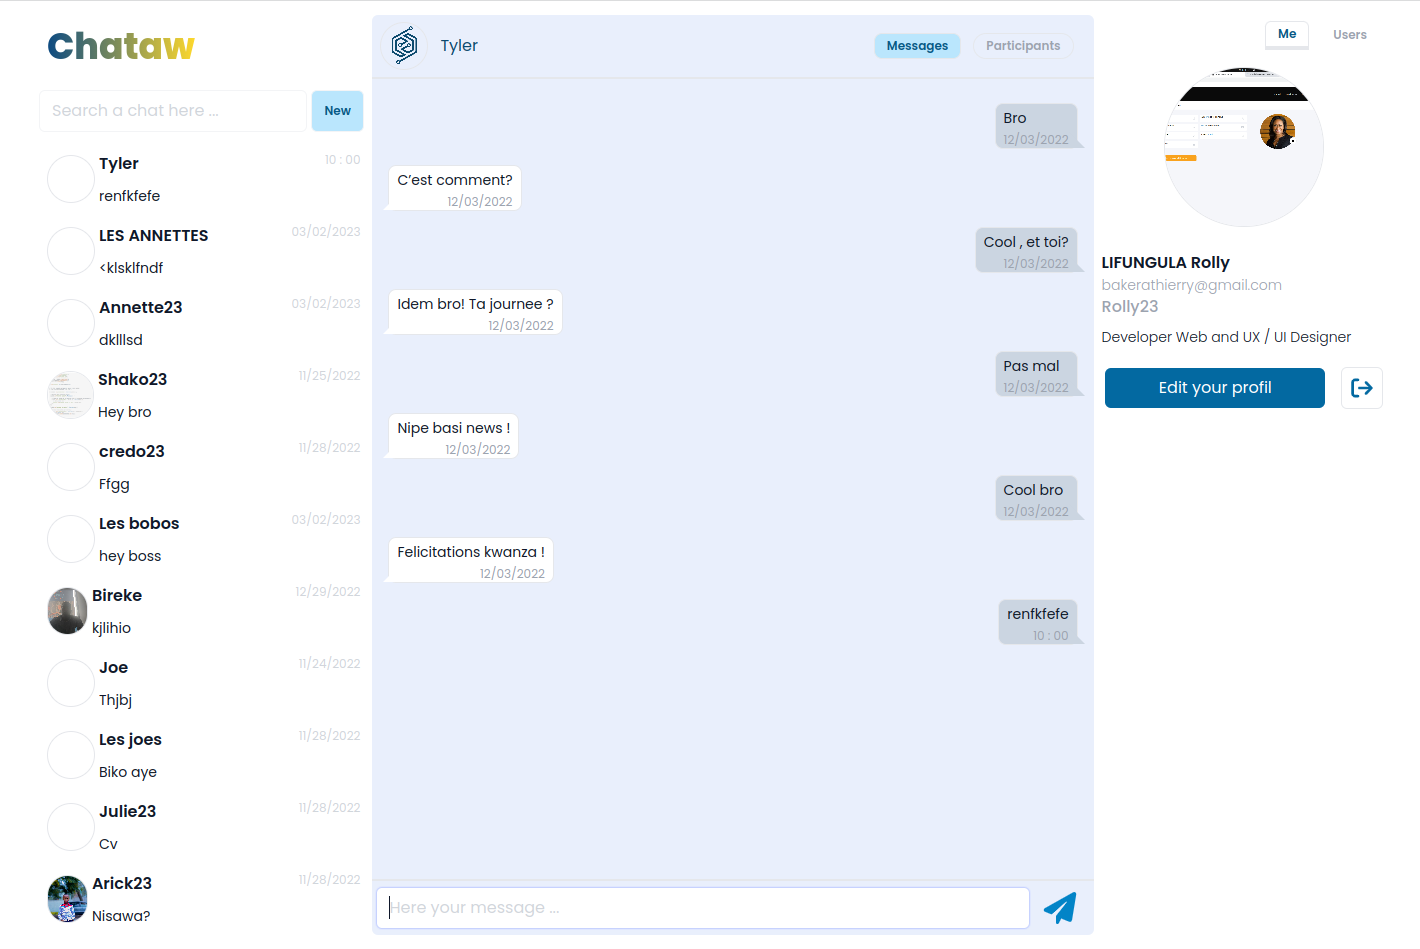 Chataw
Search a chat here ...
New
Tyler
10 : 00
renfkfefe
LES ANNETTES
03/02/2023
<klsklfndf
Annette23
03/02/2023
dklllsd
Shako23
11/25/2022
Hey bro
credo23
11/28/2022
Ffgg
Les bobos
03/02/2023
hey boss
Bireke
12/29/2022
kjlihio
Joe
11/24/2022
Thjbj
Les joes
11/28/2022
Biko aye
Julie23
11/28/2022
Cv
Arick23
11/28/2022
Nisawa?
Tyler
Messages
Participants
Bro
12/03/2022
C’est comment?
12/03/2022
Cool , et toi?
12/03/2022
Idem bro! Ta journee ?
12/03/2022
Pas mal
12/03/2022
Nipe basi news !
12/03/2022
Cool bro
12/03/2022
Felicitations kwanza !
12/03/2022
renfkfefe
10 : 00
Here your message ...
Me
Users
LIFUNGULA Rolly
bakerathierry@gmail.com
Rolly23
Developer Web and UX / UI Designer
Edit your profil